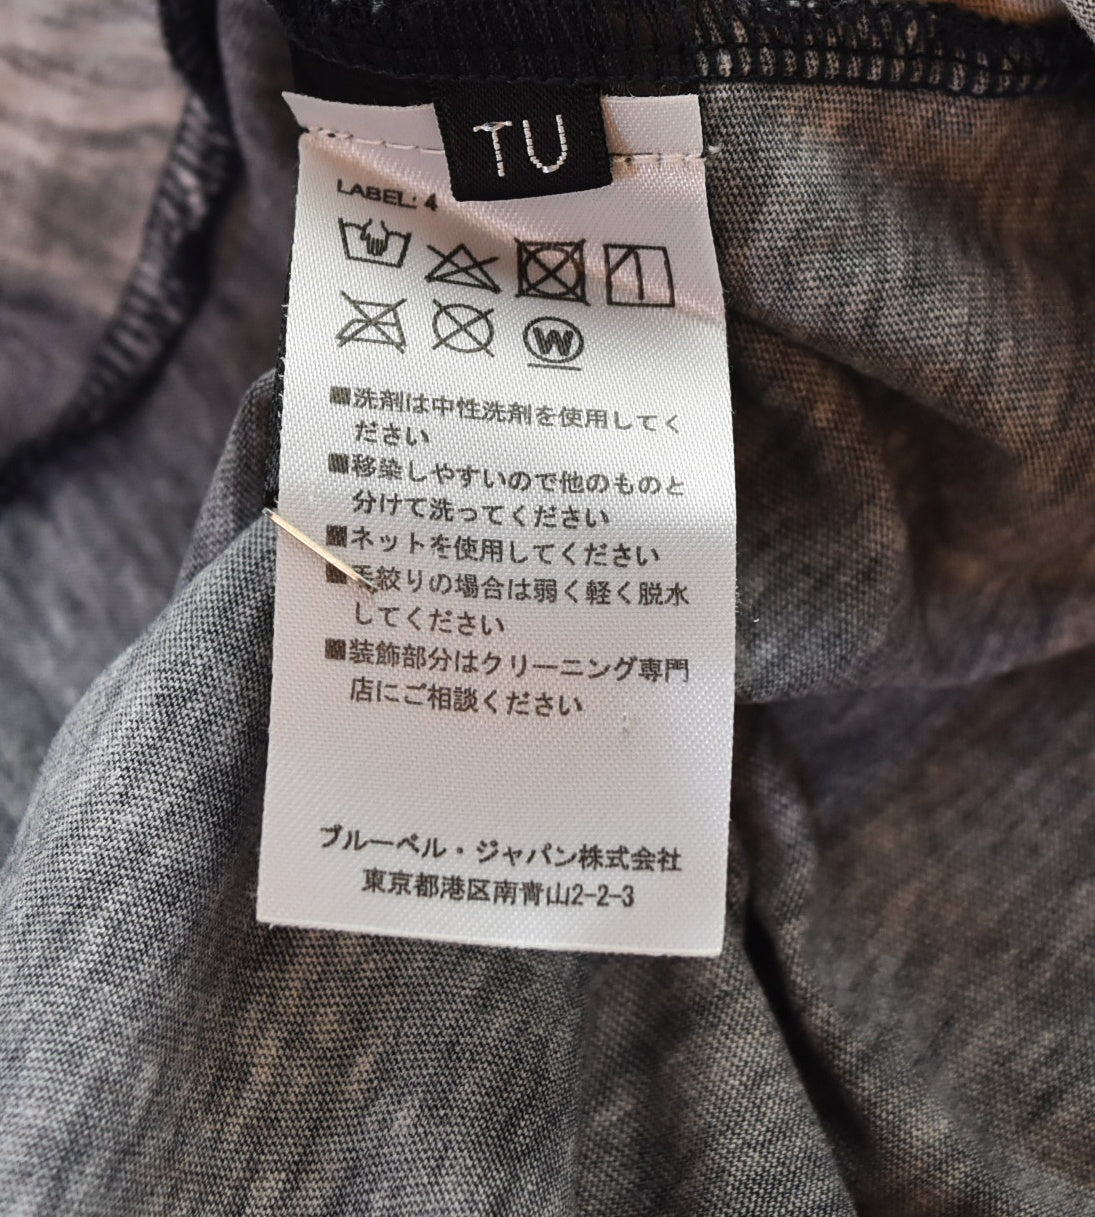 TU
LABEL: 4
W
■洗剤は中性洗剤を使用してく
ださい
■移染しやすいので他のものと
分けて洗ってください
■ネットを使用してください
■手絞りの場合は弱く軽く脱水
してください
■装飾部分はクリーニング専門
店にご相談ください
ブルーベル・ジャパン株式会社
東京都港区南青山2-2-3